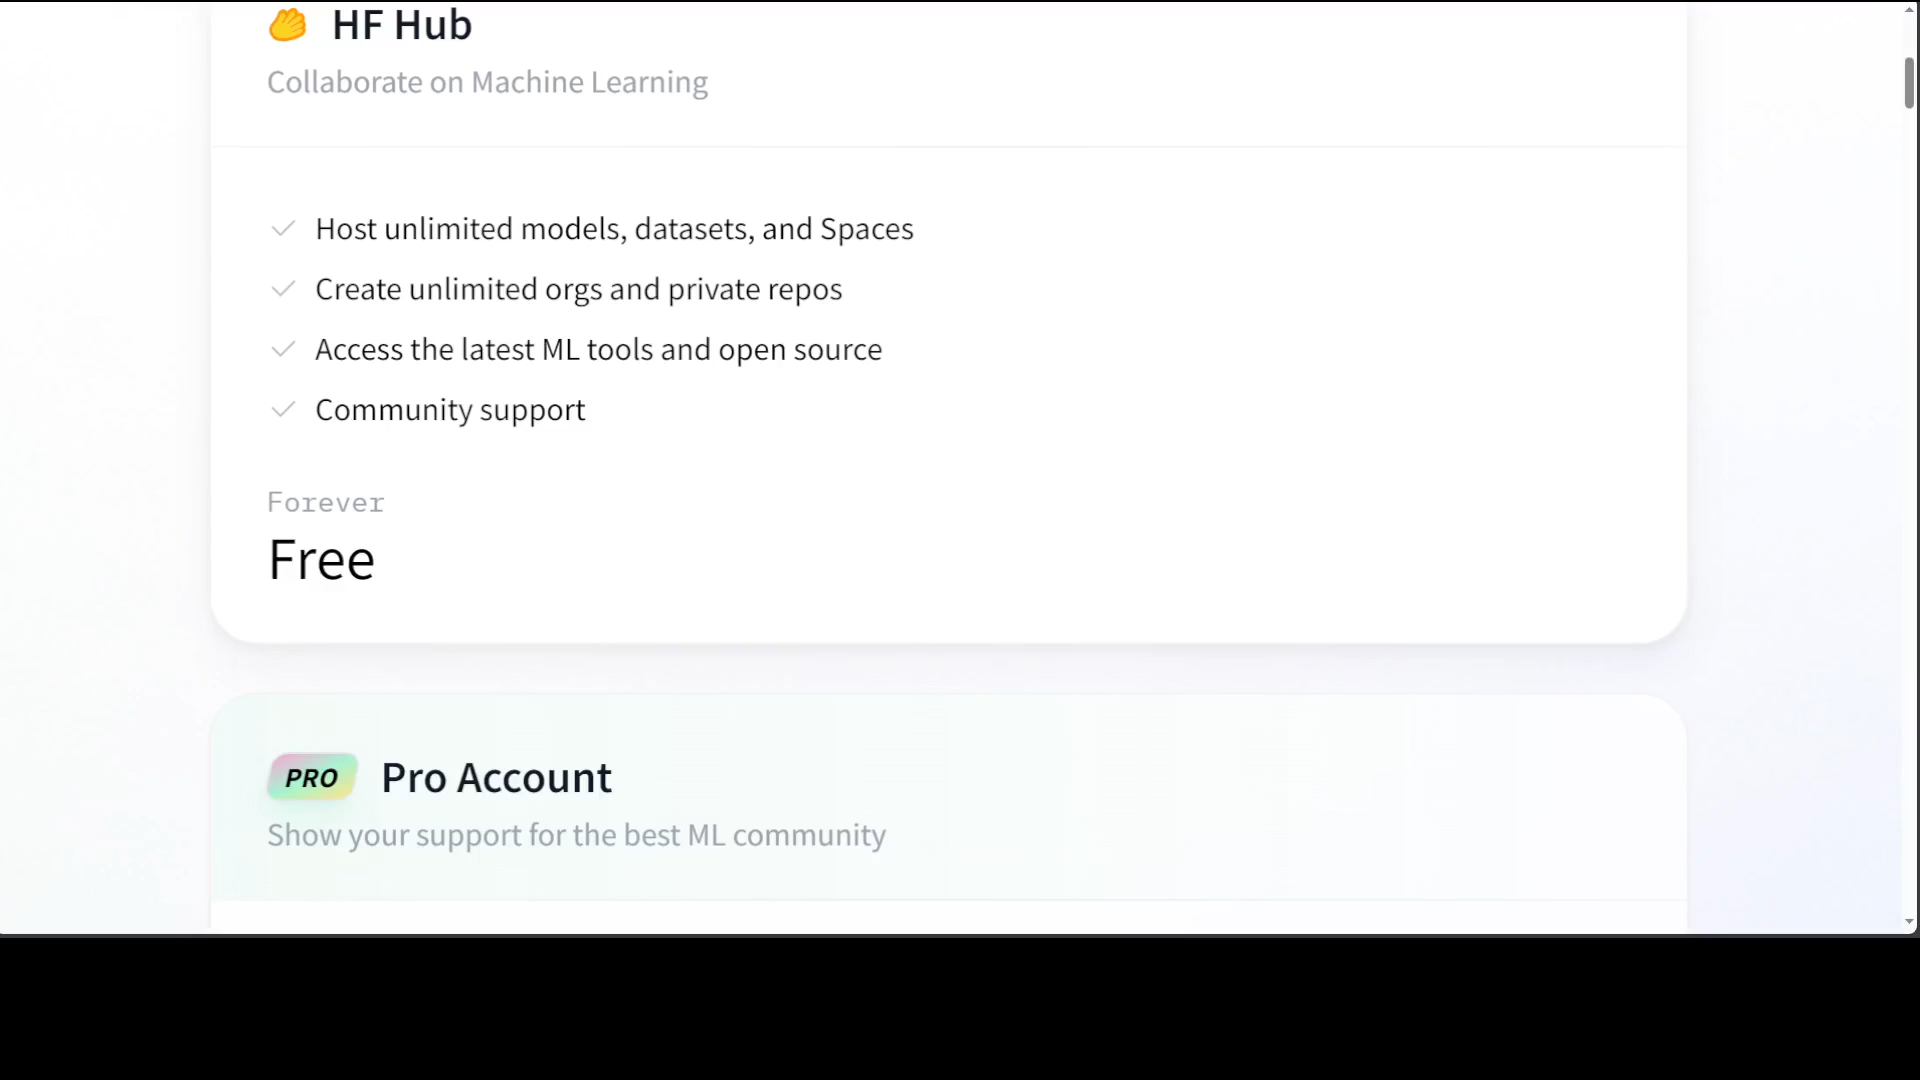 HF Hub
Collaborate on Machine Learning
Host unlimited models, datasets, and Spaces
Create unlimited orgs and private repos
Access the latest ML tools and open source
Community support
Forever
Free
PRO Pro Account
Show your support for the best ML community